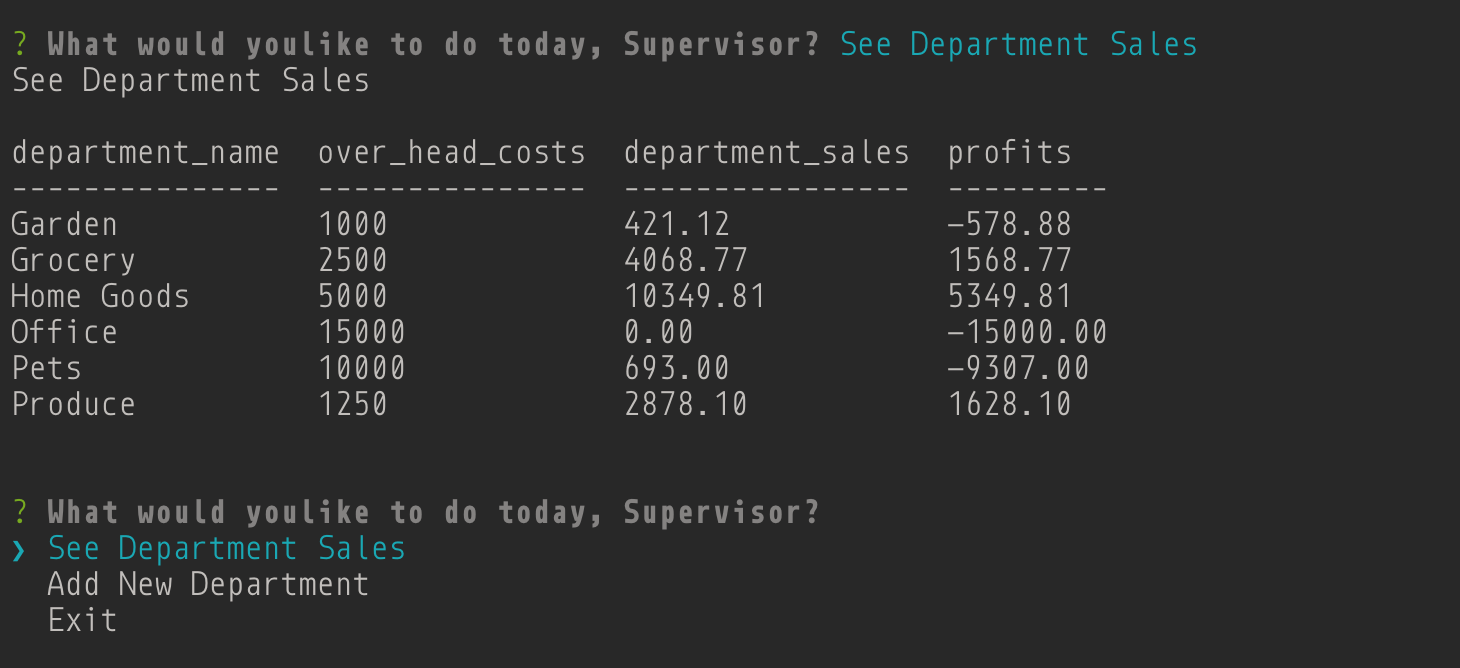 ? What would youlike to do today, Supervisor? See Department Sales
See Department Sales
department_name  over_head_costs  department_sales  profits
---------------  ---------------  ----------------  ---------
Garden           1000             421.12            -578.88
Grocery          2500             4068.77           1568.77
Home Goods       5000             10349.81          5349.81
Office           15000            0.00              -15000.00
Pets             10000            693.00            -9307.00
Produce          1250             2878.10           1628.10
? What would youlike to do today, Supervisor?
❯ See Department Sales
  Add New Department
  Exit